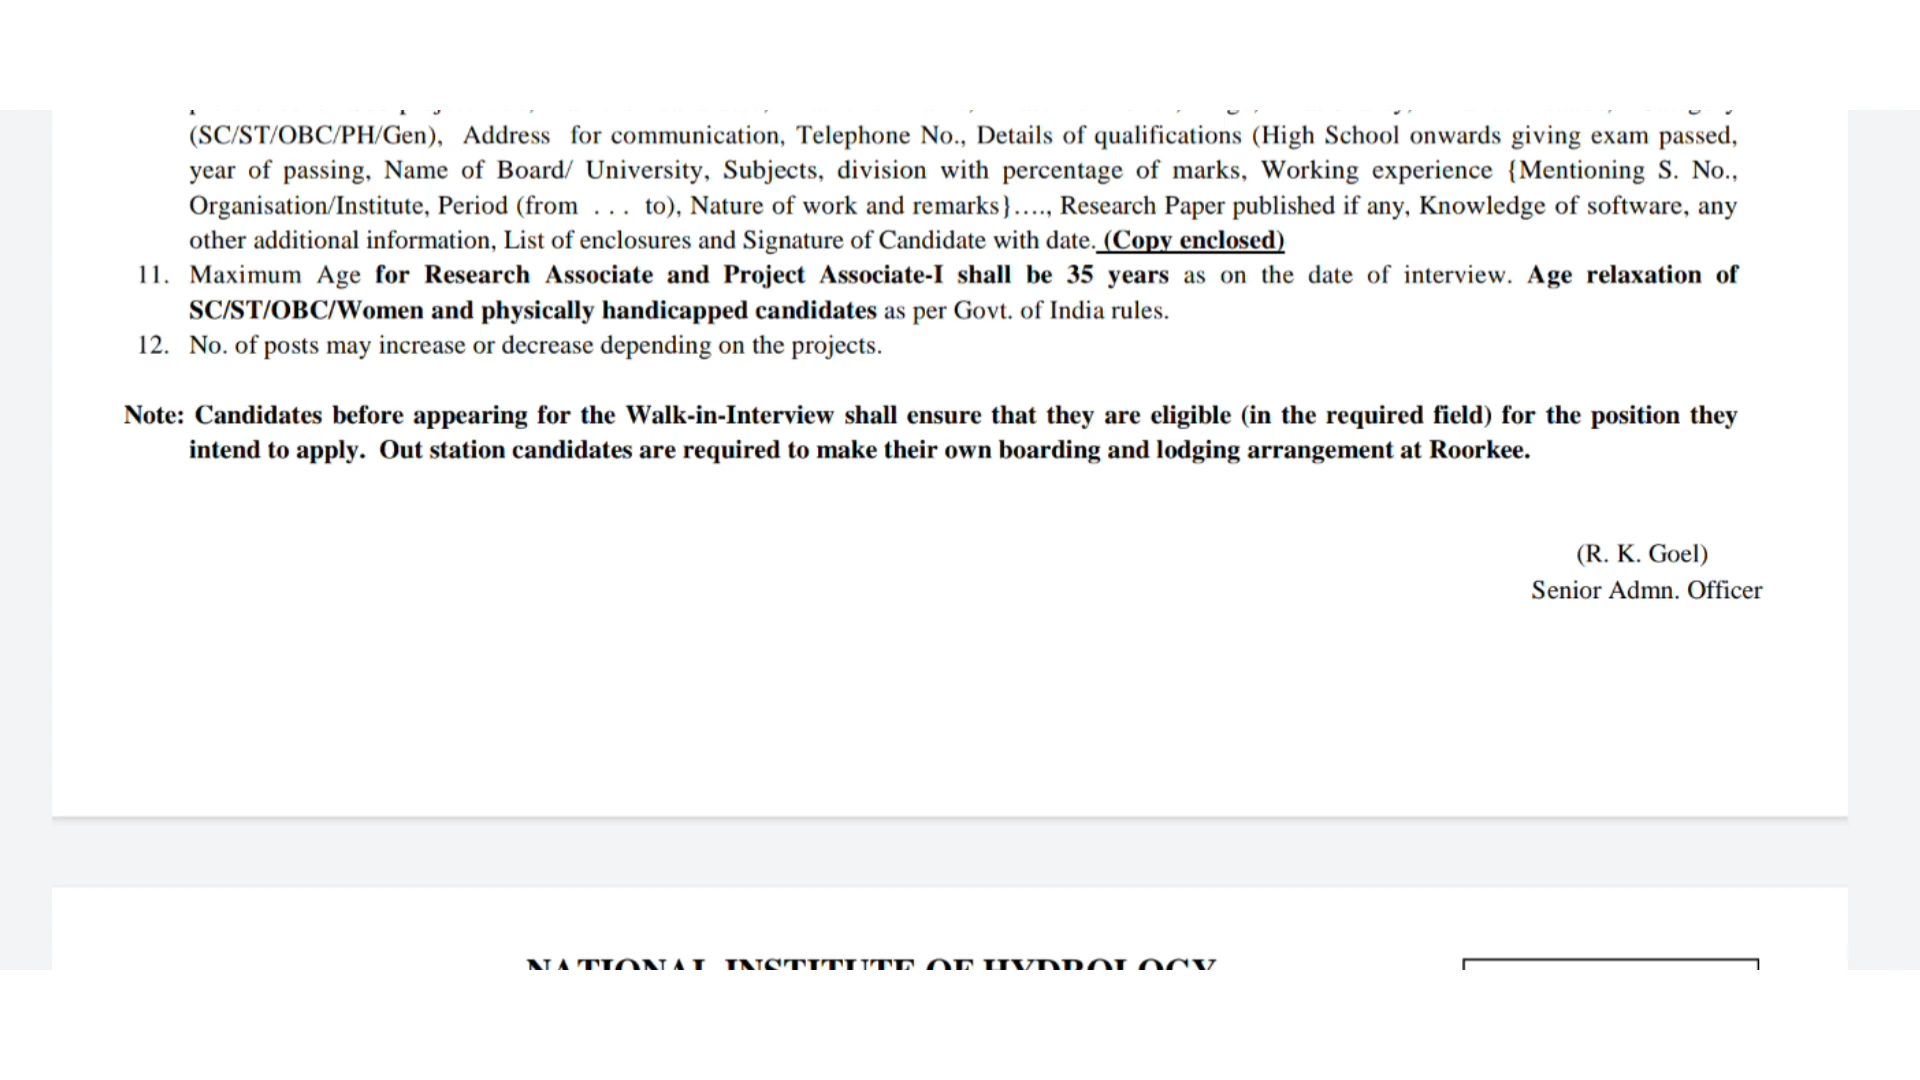 (SC/ST/OBC/PH/Gen), Address for communication, Telephone No., Details of qualifications (High School onwards giving exam passed,
year of passing, Name of Board/ University, Subjects, division with percentage of marks, Working experience {Mentioning S. No.,
Organisation/Institute, Period (from . . . to), Nature of work and remarks}…., Research Paper published if any, Knowledge of software, any
other additional information, List of enclosures and Signature of Candidate with date. (Copy enclosed)
11. Maximum Age for Research Associate and Project Associate-I shall be 35 years as on the date of interview. Age relaxation of
SC/ST/OBC/Women and physically handicapped candidates as per Govt. of India rules.
12. No. of posts may increase or decrease depending on the projects.
Note: Candidates before appearing for the Walk-in-Interview shall ensure that they are eligible (in the required field) for the position they
intend to apply. Out station candidates are required to make their own boarding and lodging arrangement at Roorkee.
(R. K. Goel)
Senior Admn. Officer
NATIONAL INSTITUTE OF HYDROLOGY